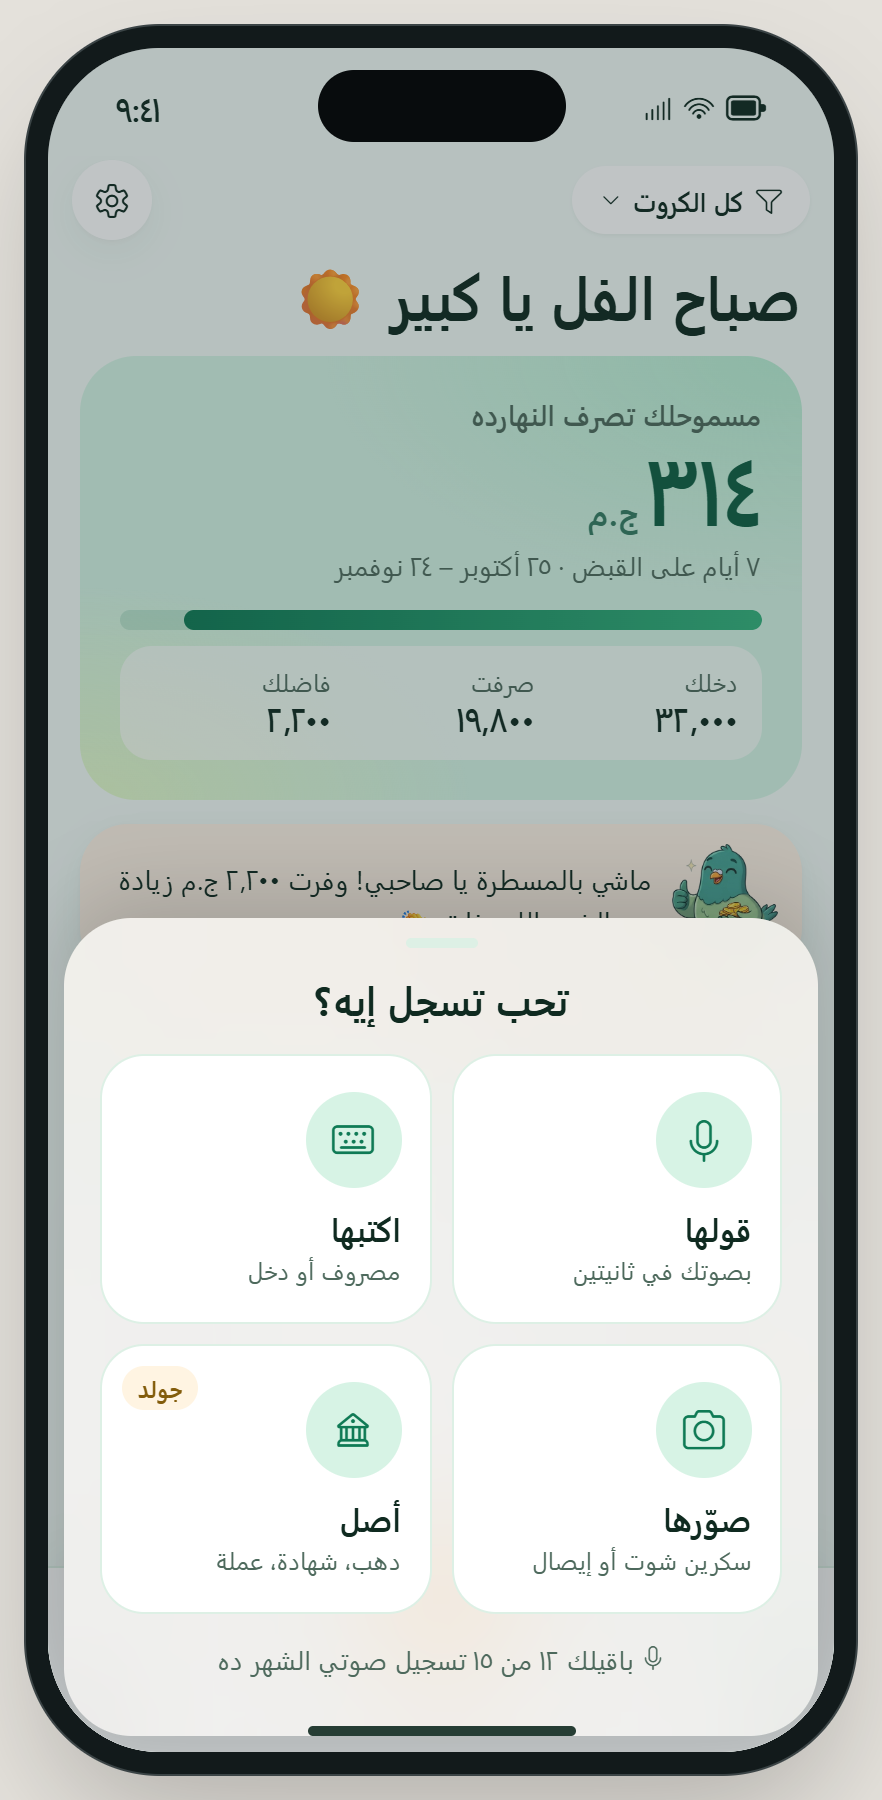 ٩:٤١
كل الكروت
صباح الفل يا كبير
مسموحلك تصرف النهارده
٣١٤ ج.م
٧ أيام على القبض · ٢٥ أكتوبر – ٢٤ نوفمبر
دخلك صرفت فاضلك
٣٢,٠٠٠ ١٩,٨٠٠ ٢,٢٠٠
ماشي بالمسطرة يا صاحبي! وفرت ٢,٢٠٠ ج.م زيادة
تحب تسجل إيه؟
قولها
بصوتك في ثانيتين
اكتبها
مصروف أو دخل
صوّرها
سكرين شوت أو إيصال
جولد
أصل
دهب، شهادة، عملة
باقيلك ١٢ من ١٥ تسجيل صوتي الشهر ده